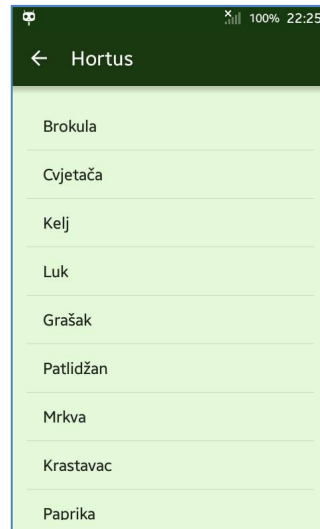 100% 22:25
Hortus
Brokula
Cvjetača
Kelj
Luk
Grašak
Patlidžan
Mrkva
Krastavac
Paprika